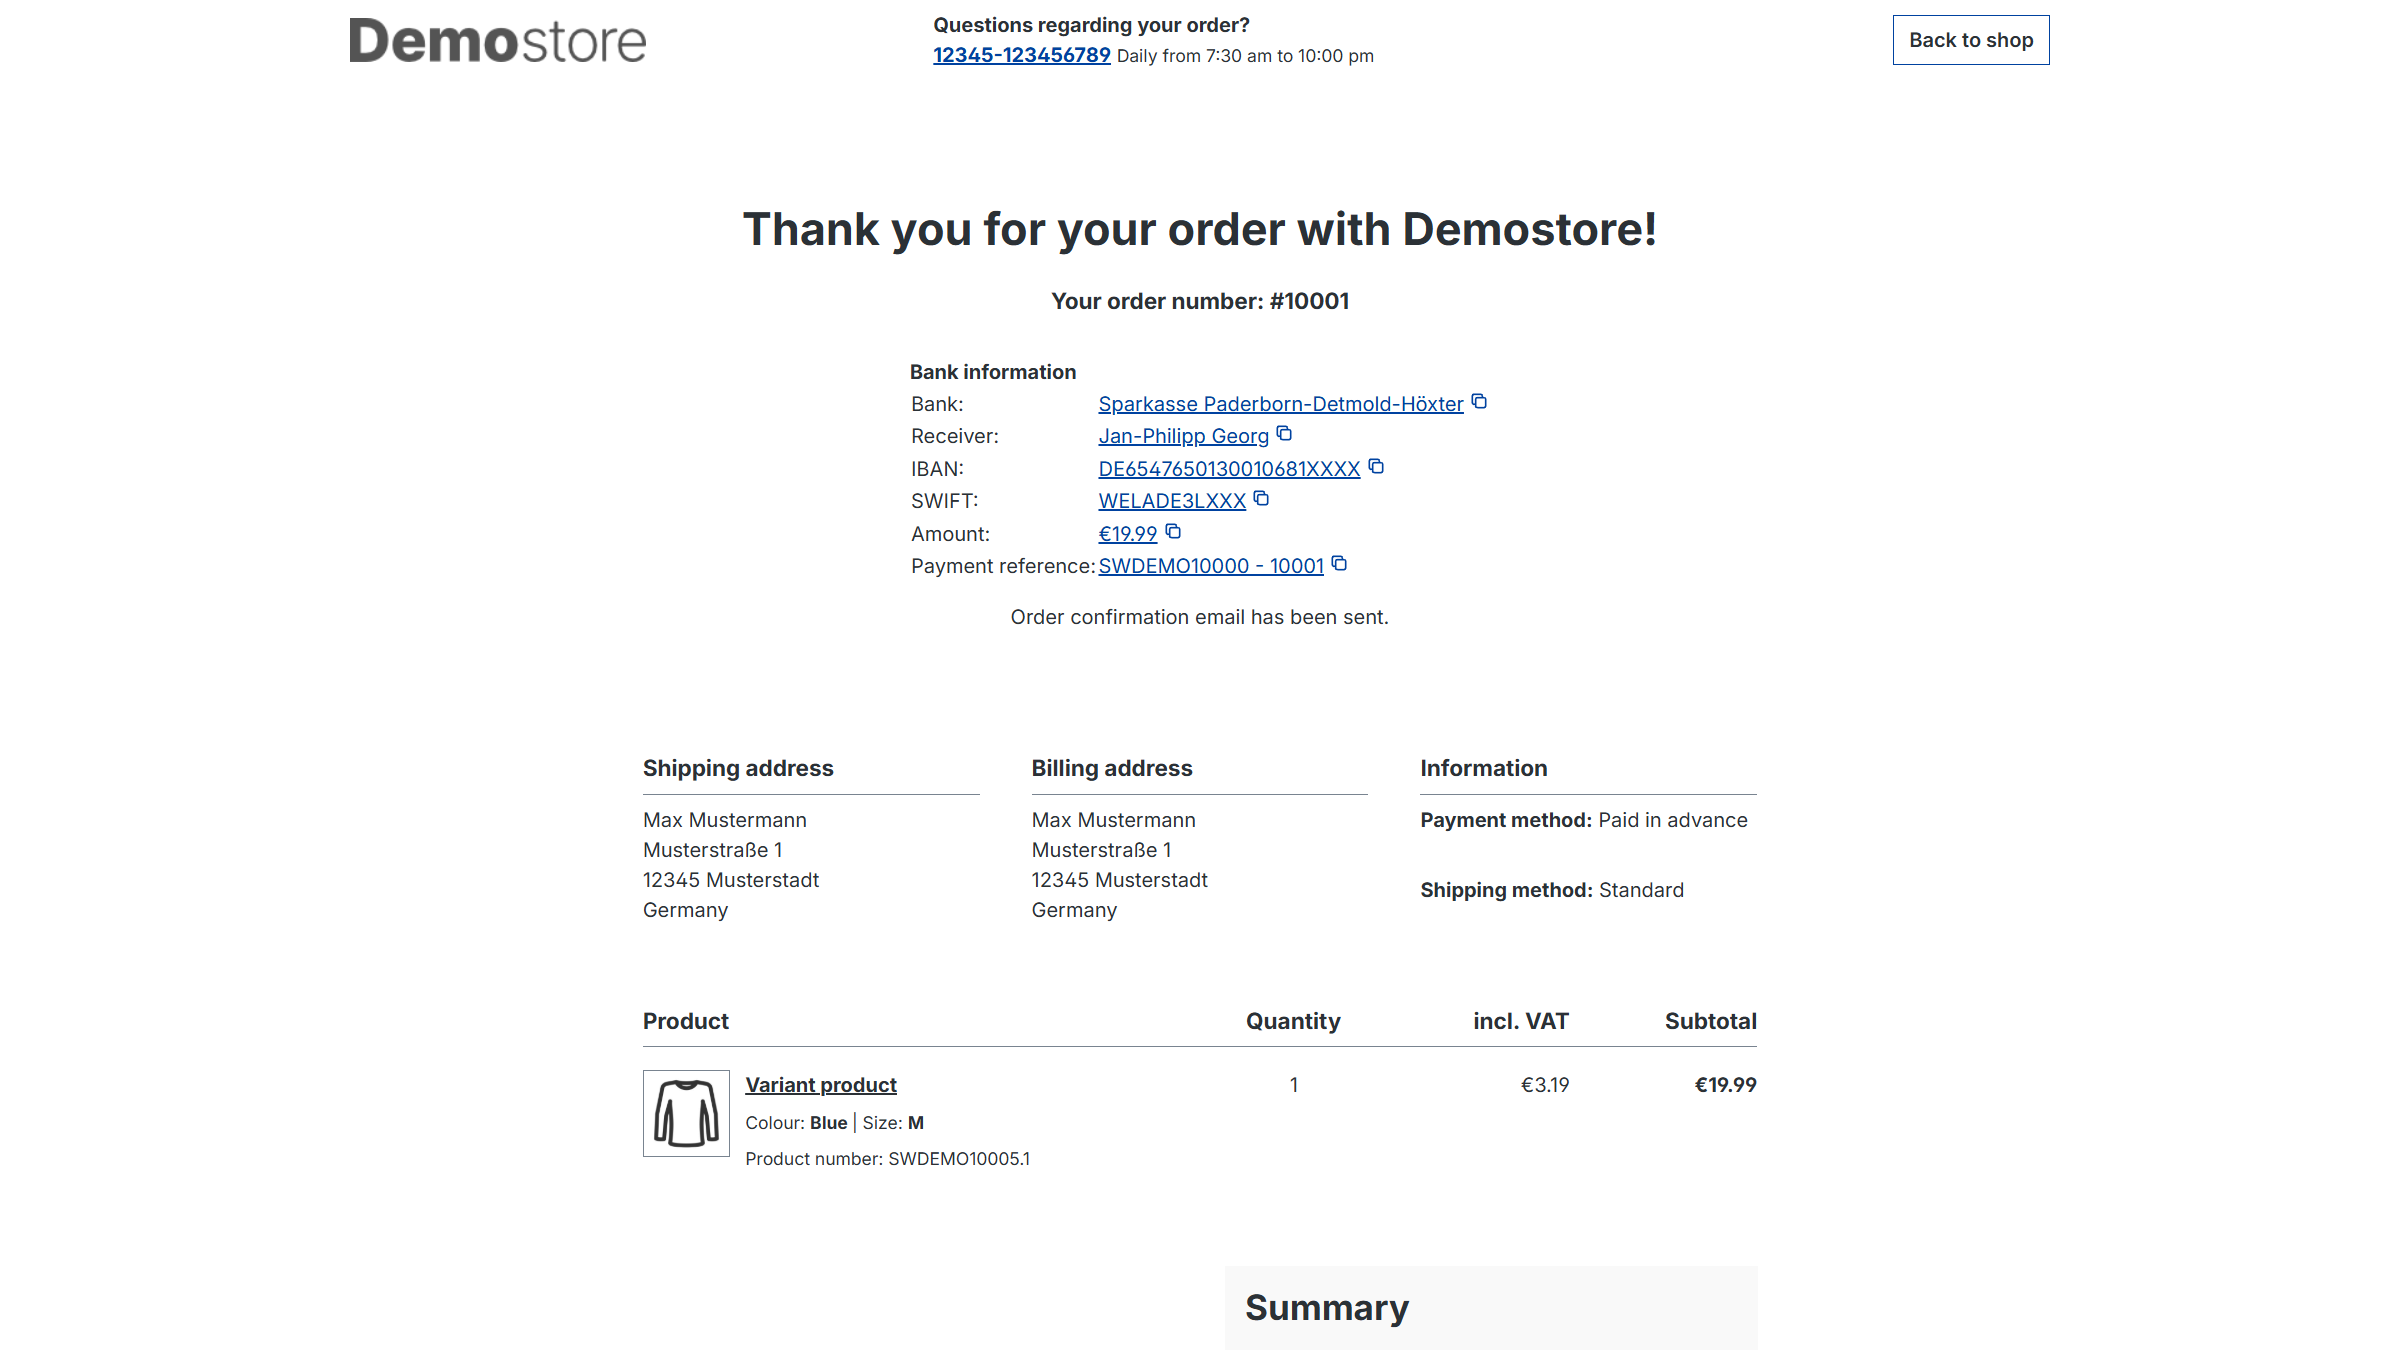 Demostore
Questions regarding your order?
12345-123456789 Daily from 7:30 am to 10:00 pm
Back to shop
Thank you for your order with Demostore!
Your order number: #10001
Bank information
Bank: Sparkasse Paderborn-Detmold-Höxter
Receiver: Jan-Philipp Georg
IBAN: DE6547650130010681XXXX
SWIFT: WELADE3LXXX
Amount: €19.99
Payment reference: SWDEMO10000 - 10001
Order confirmation email has been sent.
Shipping address
Max Mustermann
Musterstraße 1
12345 Musterstadt
Germany
Billing address
Max Mustermann
Musterstraße 1
12345 Musterstadt
Germany
Information
Payment method: Paid in advance
Shipping method: Standard
Product Quantity incl. VAT Subtotal
Variant product 1 €3.19 €19.99
Colour: Blue | Size: M
Product number: SWDEMO10005.1
Summary